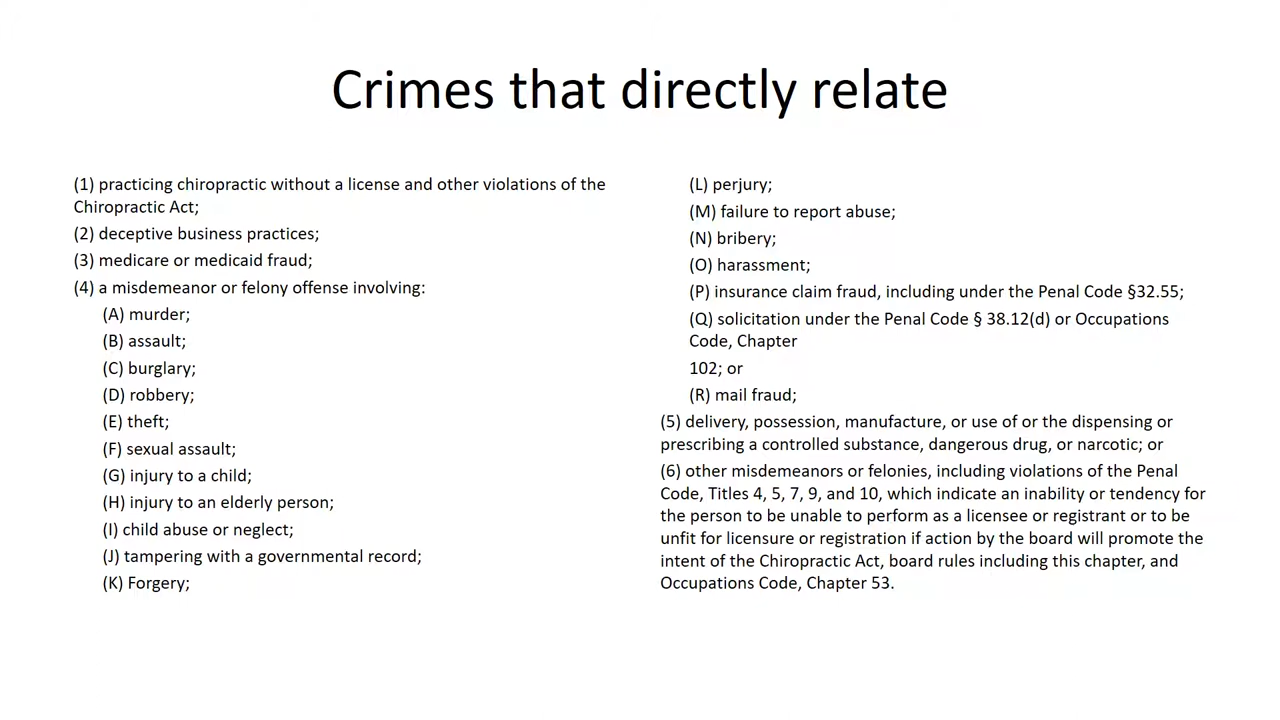 Crimes that directly relate
(1) practicing chiropractic without a license and other violations of the
Chiropractic Act;
(2) deceptive business practices;
(3) medicare or medicaid fraud;
(4) a misdemeanor or felony offense involving:
(A) murder;
(B) assault;
(C) burglary;
(D) robbery;
(E) theft;
(F) sexual assault;
(G) injury to a child;
(H) injury to an elderly person;
(I) child abuse or neglect;
(J) tampering with a governmental record;
(K) Forgery;
(L) perjury;
(M) failure to report abuse;
(N) bribery;
(O) harassment;
(P) insurance claim fraud, including under the Penal Code §32.55;
(Q) solicitation under the Penal Code § 38.12(d) or Occupations
Code, Chapter
102; or
(R) mail fraud;
(5) delivery, possession, manufacture, or use of or the dispensing or
prescribing a controlled substance, dangerous drug, or narcotic; or
(6) other misdemeanors or felonies, including violations of the Penal
Code, Titles 4, 5, 7, 9, and 10, which indicate an inability or tendency for
the person to be unable to perform as a licensee or registrant or to be
unfit for licensure or registration if action by the board will promote the
intent of the Chiropractic Act, board rules including this chapter, and
Occupations Code, Chapter 53.